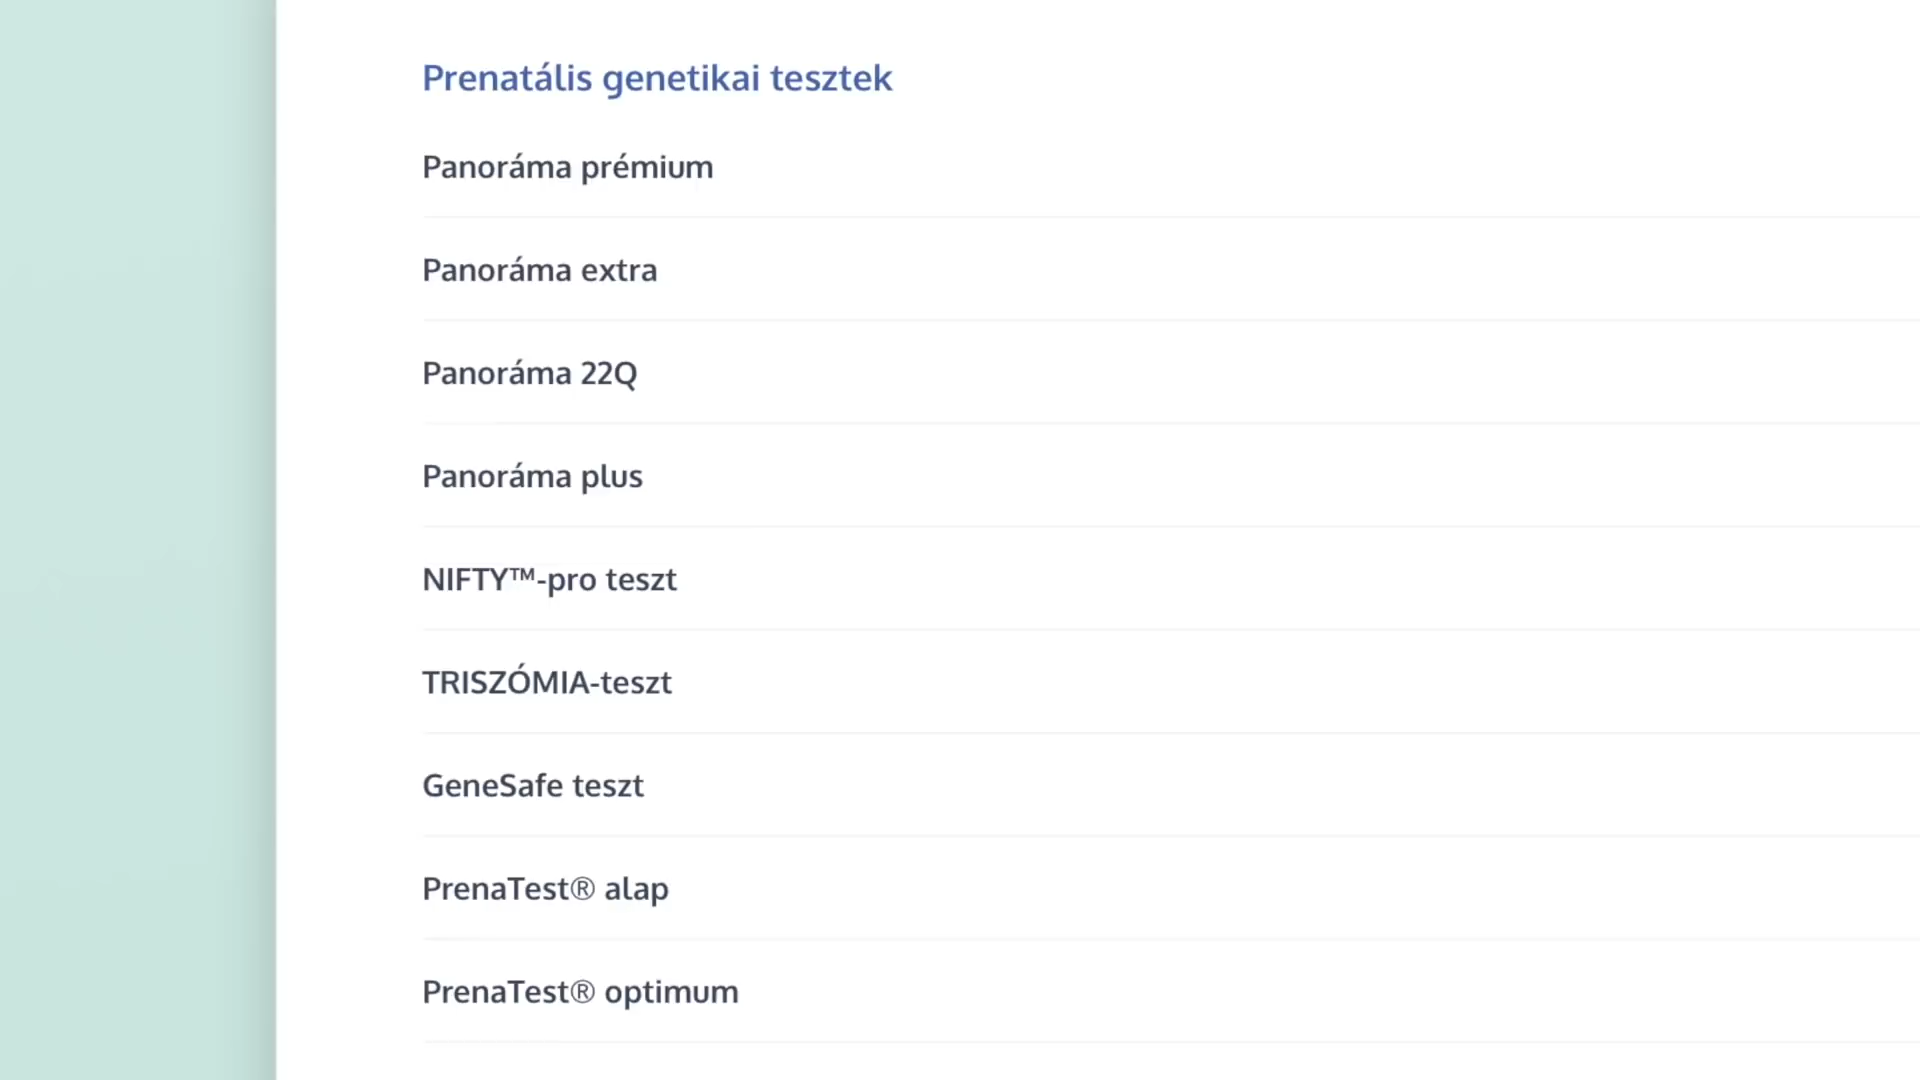 Prenatális genetikai tesztek
Panoráma prémium
Panoráma extra
Panoráma 22Q
Panoráma plus
NIFTY™-pro teszt
TRISZÓMIA-teszt
GeneSafe teszt
PrenaTest® alap
PrenaTest® optimum